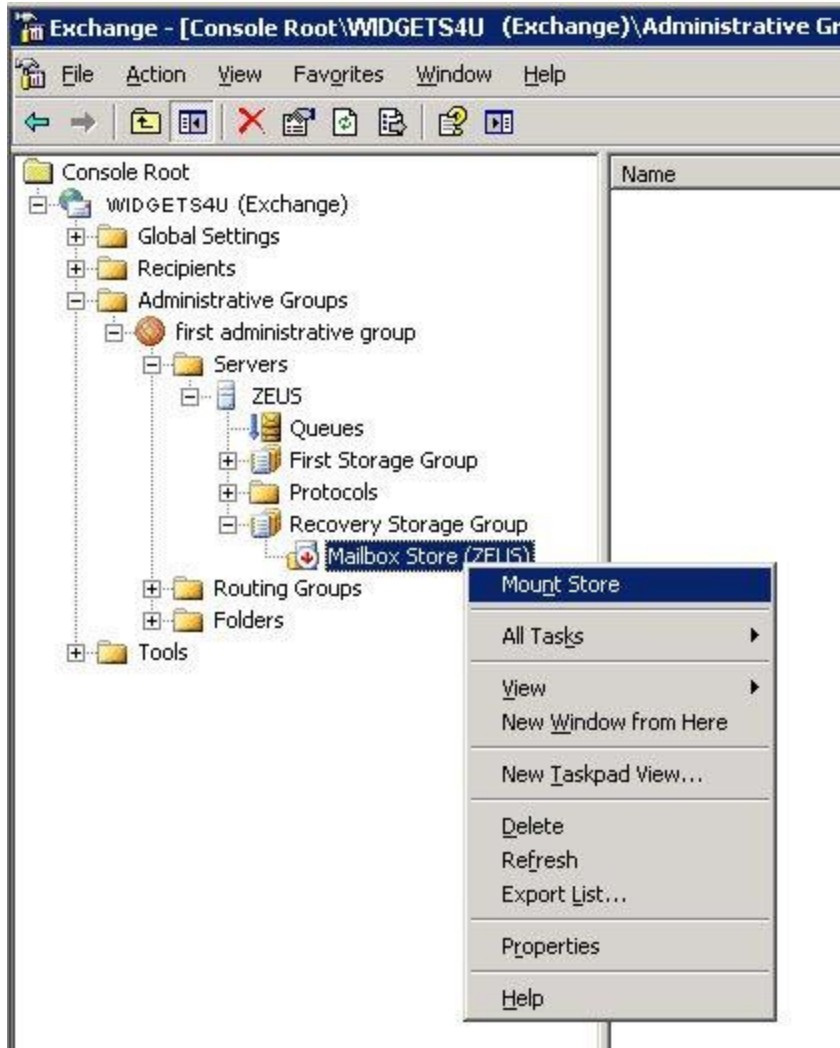 Exchange - [Console Root\WIDGETS4U (Exchange)\Administrative Gr
File Action View Favorites Window Help
Console Root
Name
WIDGETS4U (Exchange)
Global Settings
Recipients
Administrative Groups
first administrative group
Servers
ZEUS
Queues
First Storage Group
Protocols
Recovery Storage Group
Mailbox Store (ZEUS)
Routing Groups
Folders
Tools
Mount Store
All Tasks
View
New Window from Here
New Taskpad View...
Delete
Refresh
Export List...
Properties
Help